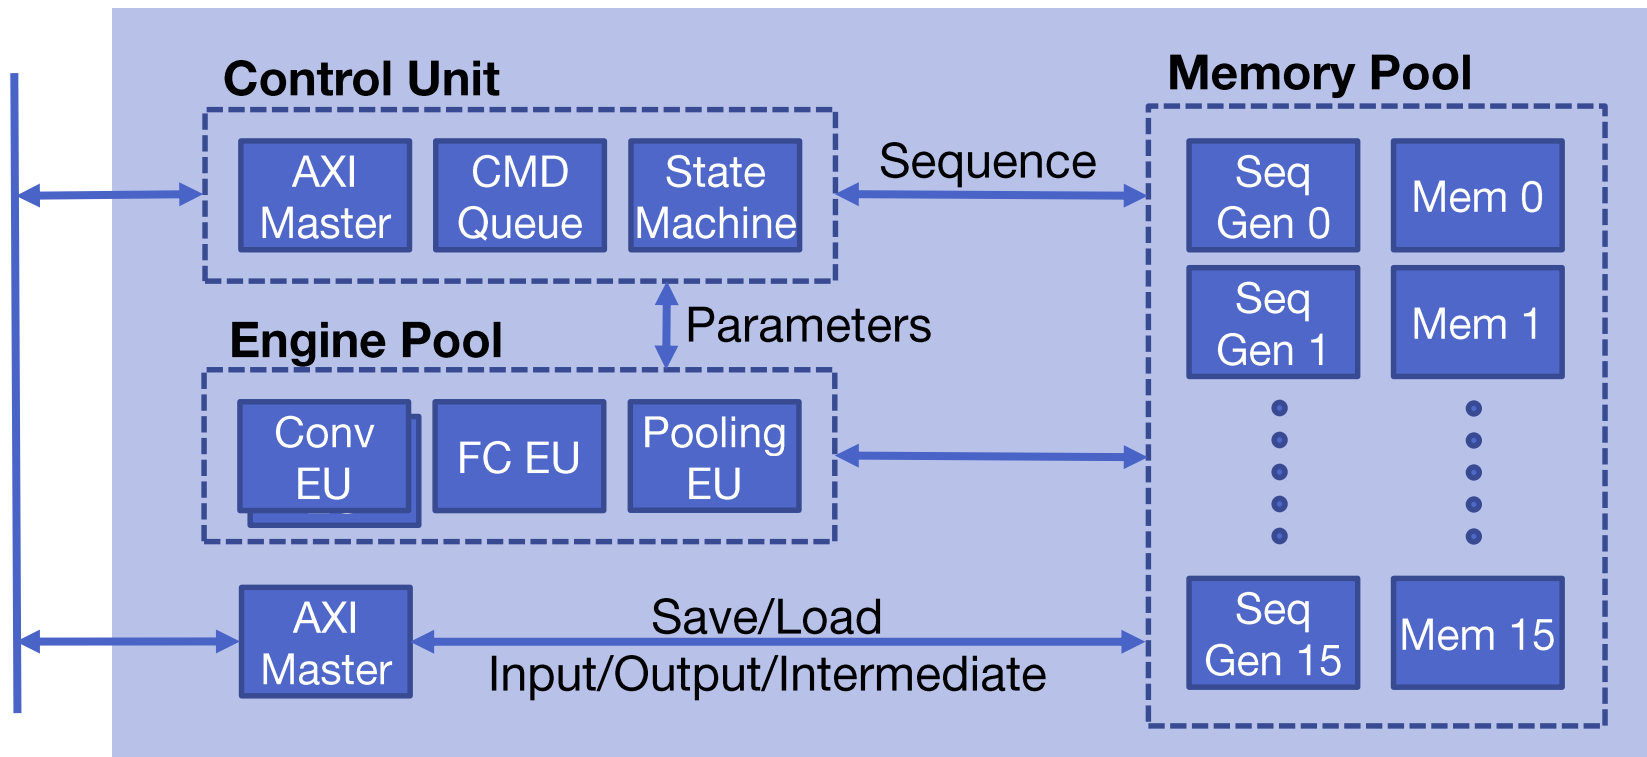 Control Unit
AXI
Master
CMD
Queue
State
Machine
Sequence
Parameters
Engine Pool
Conv
EU
FC EU
Pooling
EU
AXI
Master
Save/Load
Input/Output/Intermediate
Memory Pool
Seq
Gen 0
Mem 0
Seq
Gen 1
Mem 1
Seq
Gen 15
Mem 15